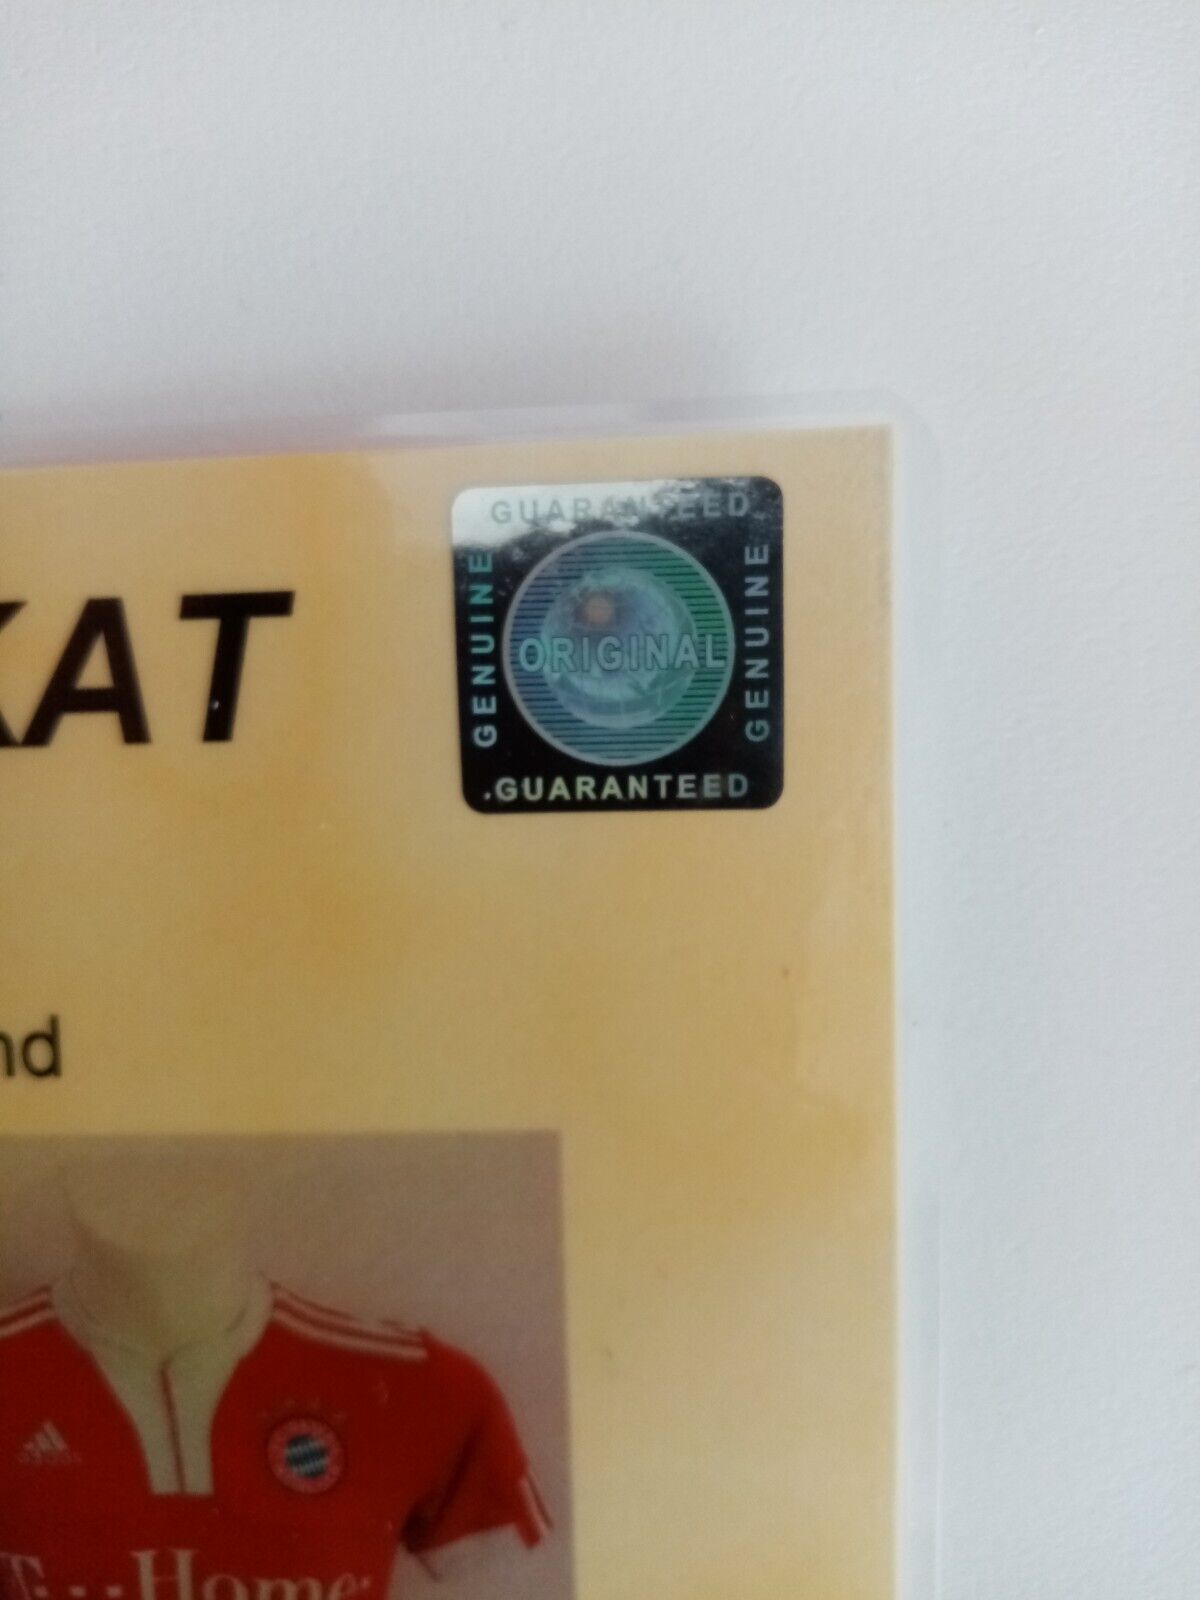 GUARANTEED
KAT
GENUINE
ORIGINAL
GENUINE
GUARANTEED
nd
T · · · Home